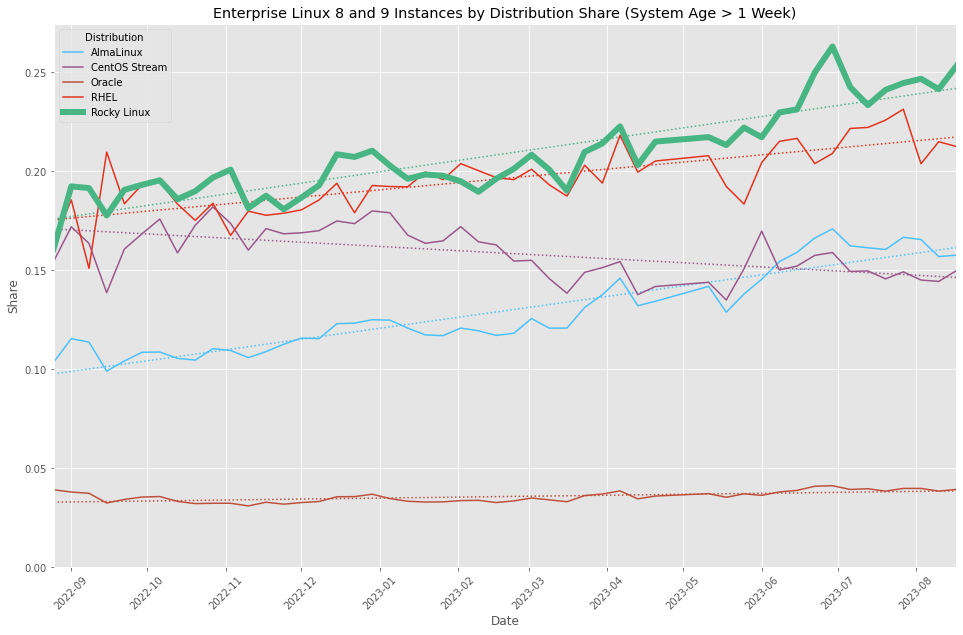 Enterprise Linux 8 and 9 Instances by Distribution Share (System Age > 1 Week)
Distribution
AlmaLinux
CentOS Stream
Oracle
RHEL
Rocky Linux
0.25
0.20
0.15
0.10
0.05
0.00
Share
2022-09
2022-10
2022-11
2022-12
2023-01
2023-02
2023-03
2023-04
2023-05
2023-06
2023-07
2023-08
Date